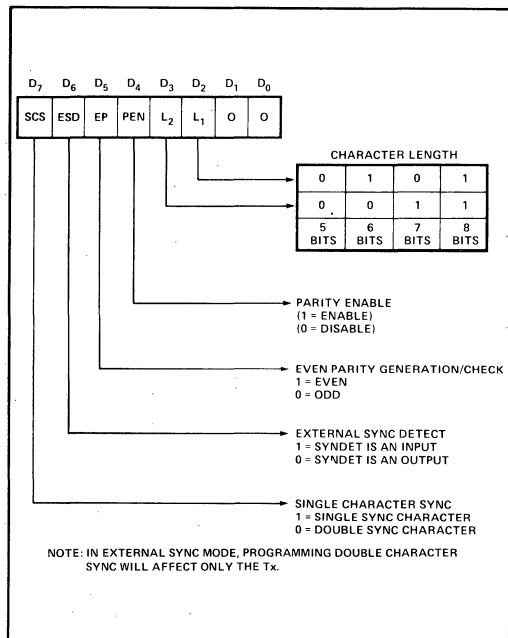 D7 D6 D5 D4 D3 D2 D1 D0
SCS ESD EP PEN L2 L1 O O
CHARACTER LENGTH
0 1 0 1
0 0 1 1
5 BITS 6 BITS 7 BITS 8 BITS
PARITY ENABLE
(1 = ENABLE)
(0 = DISABLE)
EVEN PARITY GENERATION/CHECK
1 = EVEN
0 = ODD
EXTERNAL SYNC DETECT
1 = SYNDET IS AN INPUT
0 = SYNDET IS AN OUTPUT
SINGLE CHARACTER SYNC
1 = SINGLE SYNC CHARACTER
0 = DOUBLE SYNC CHARACTER
NOTE: IN EXTERNAL SYNC MODE, PROGRAMMING DOUBLE CHARACTER
SYNC WILL AFFECT ONLY THE Tx.